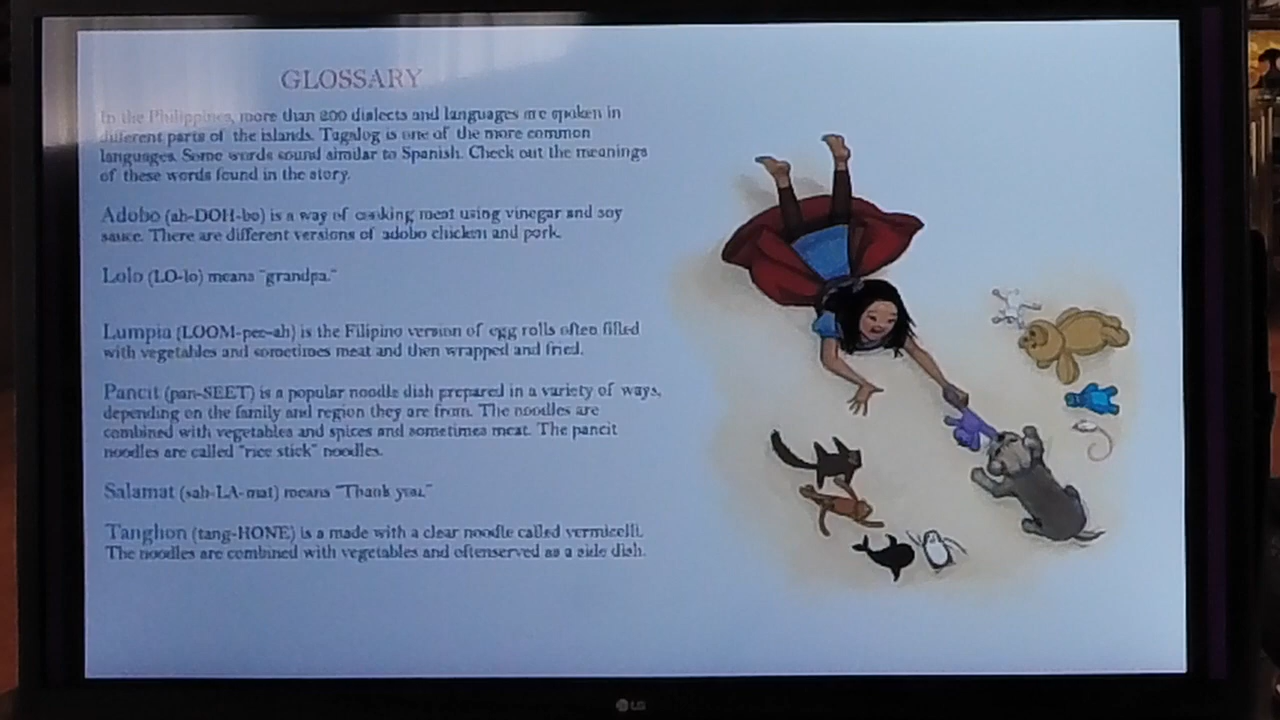 GLOSSARY
In the Philippines, more than 200 dialects and languages are spoken in
different parts of the islands. Tagalog is one of the more common
languages. Some words sound similar to Spanish. Check out the meanings
of these words found in the story.
Adobo (ah-DOH-bo) is a way of cooking meat using vinegar and soy
sauce. There are different versions of adobo chicken and pork.
Lolo (LO-lo) means "grandpa."
Lumpia (LOOM-pee-ah) is the Filipino version of egg rolls often filled
with vegetables and sometimes meat and then wrapped and fried.
Pancit (pan-SEET) is a popular noodle dish prepared in a variety of ways,
depending on the family and region they are from. The noodles are
combined with vegetables and spices and sometimes meat. The pancit
noodles are called "rice stick" noodles.
Salamat (sah-LA-mat) means "Thank you."
Tanghon (tang-HONE) is a made with a clear noodle called vermicelli.
The noodles are combined with vegetables and oftenserved as a side dish.
LG